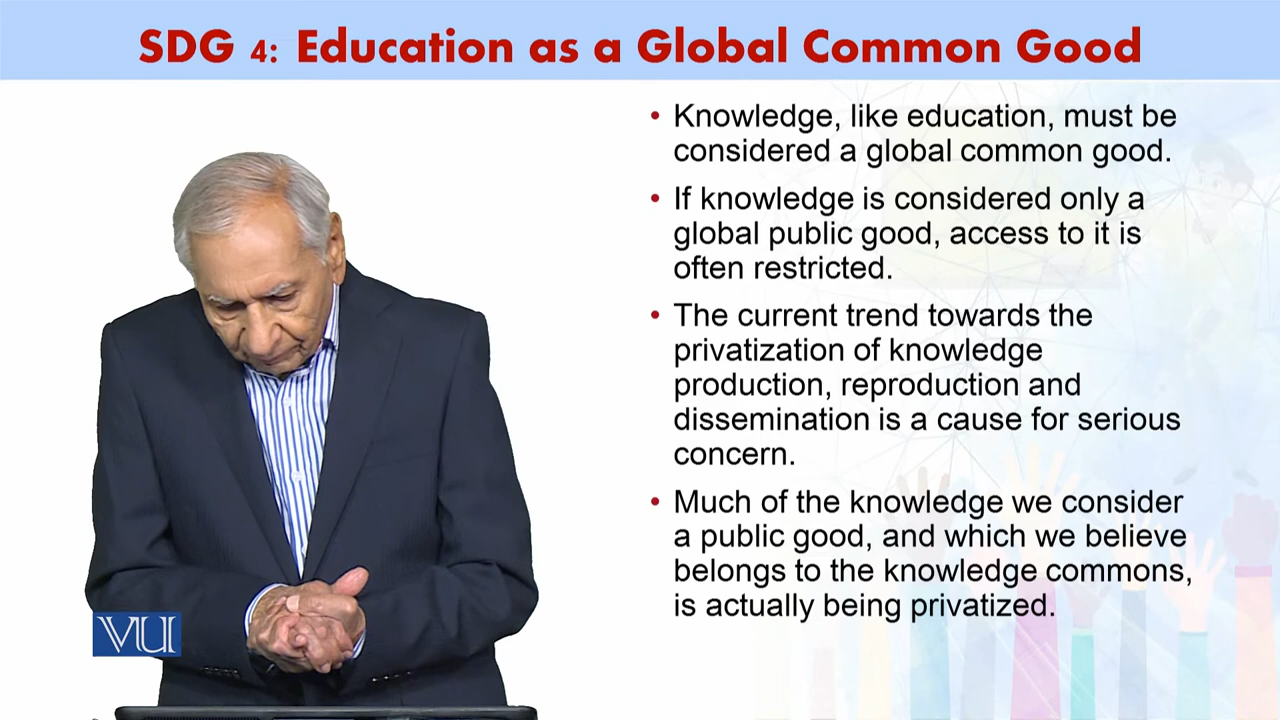 SDG 4: Education as a Global Common Good
• Knowledge, like education, must be
considered a global common good.
• If knowledge is considered only a
global public good, access to it is
often restricted.
• The current trend towards the
privatization of knowledge
production, reproduction and
dissemination is a cause for serious
concern.
• Much of the knowledge we consider
a public good, and which we believe
belongs to the knowledge commons,
is actually being privatized.
VU